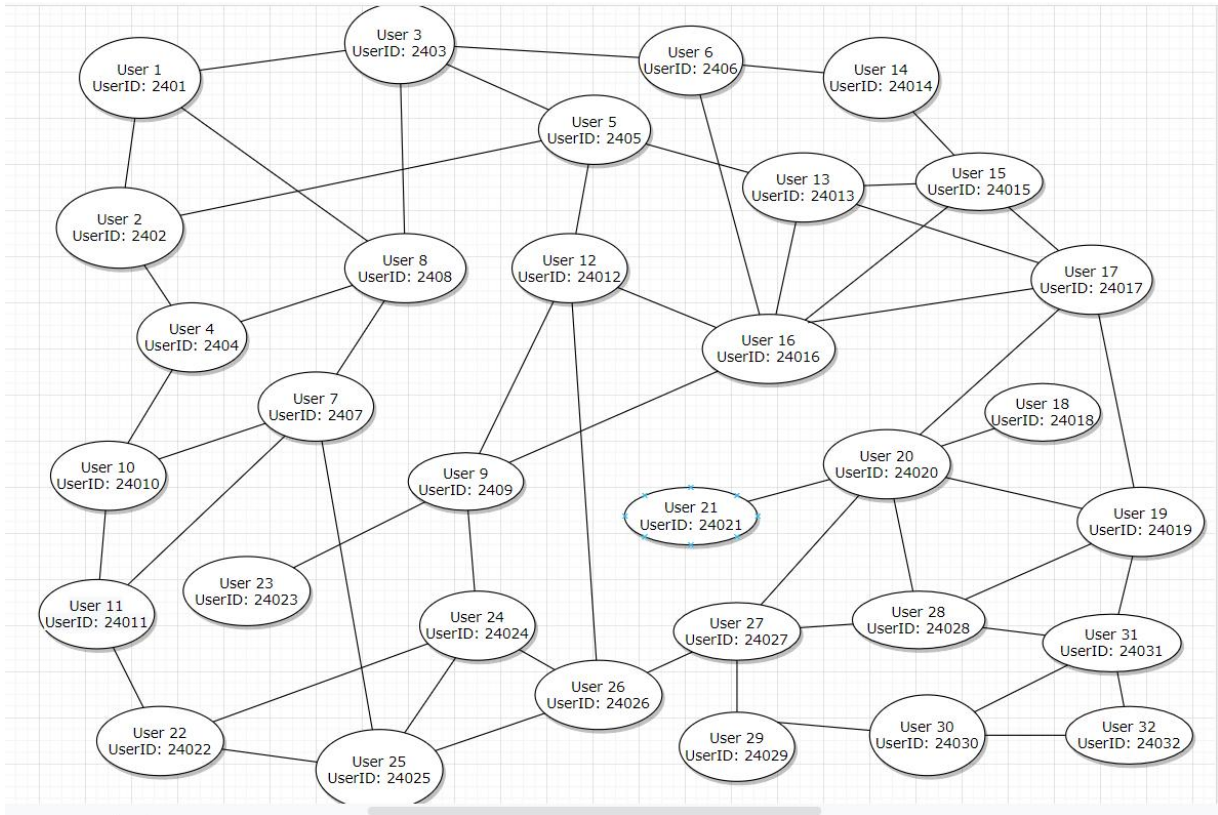 User 3
UserID: 2403
User 6
UserID: 2406
User 1
UserID: 2401
User 14
UserID: 24014
User 5
UserID: 2405
User 13
UserID: 24013
User 15
UserID: 24015
User 2
UserID: 2402
User 8
UserID: 2408
User 12
UserID: 24012
User 17
UserID: 24017
User 4
UserID: 2404
User 16
UserID: 24016
User 7
UserID: 2407
User 18
UserID: 24018
User 10
UserID: 24010
User 9
UserID: 2409
User 20
UserID: 24020
User 21
UserID: 24021
User 19
UserID: 24019
User 23
UserID: 24023
User 11
UserID: 24011
User 24
UserID: 24024
User 27
UserID: 24027
User 28
UserID: 24028
User 31
UserID: 24031
User 26
UserID: 24026
User 22
UserID: 24022
User 25
UserID: 24025
User 29
UserID: 24029
User 30
UserID: 24030
User 32
UserID: 24032